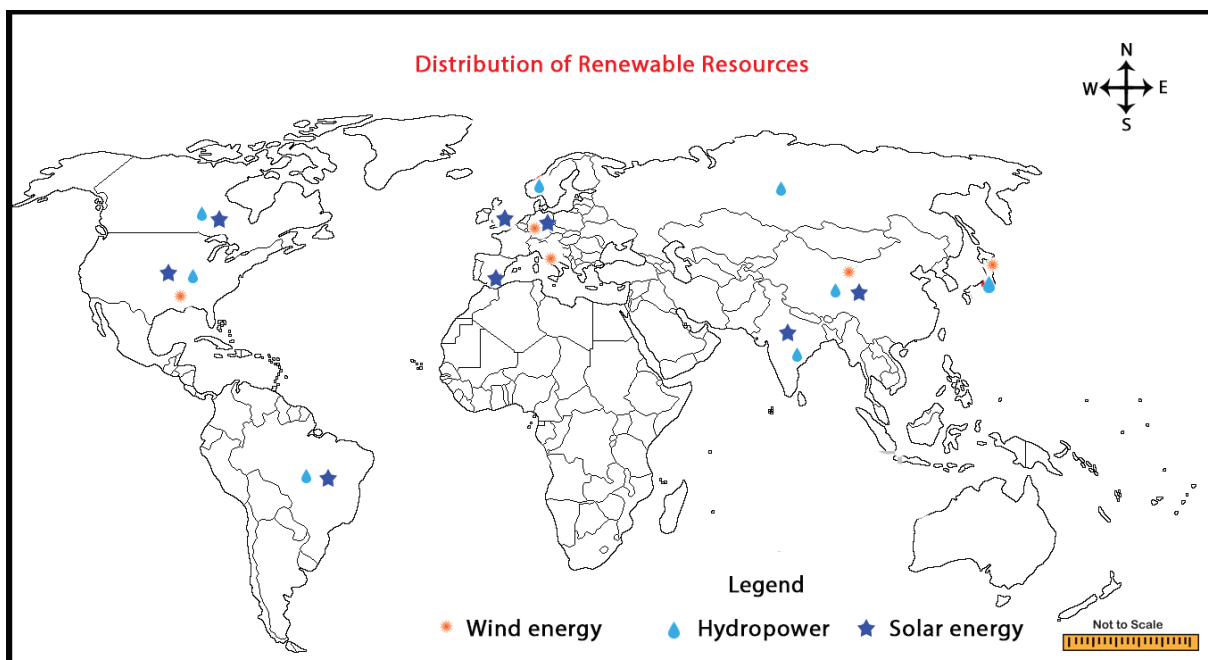 Distribution of Renewable Resources
N
W E
S
Legend
Wind energy Hydropower Solar energy
Not to Scale